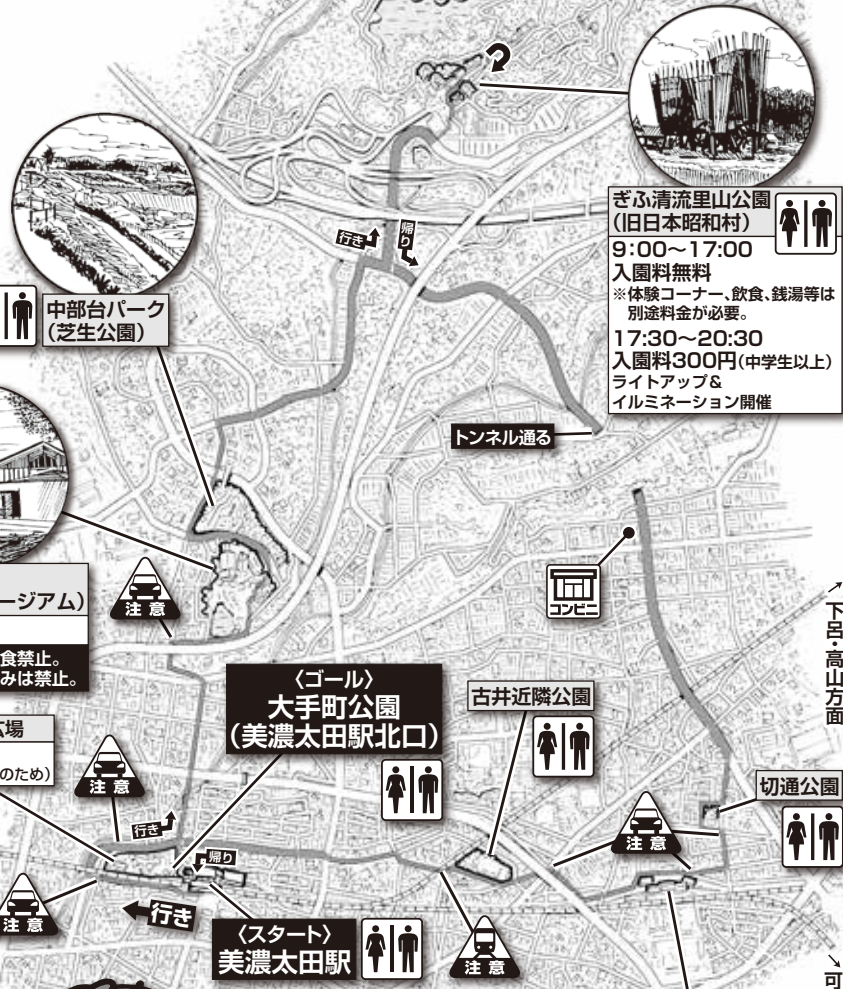 ぎふ清流里山公園
(旧日本昭和村)
9:00〜17:00
入園料無料
※体験コーナー、飲食、銭湯等は
別途料金が必要。
17:30〜20:30
入園料300円(中学生以上)
ライトアップ&
イルミネーション開催
行き
帰り
中部台パーク
(芝生公園)
トンネル通る
コンビニ
注意
ージアム)
食禁止。
みは禁止。
〈ゴール〉
大手町公園
(美濃太田駅北口)
古井近隣公園
下呂・高山方面
広場
のため)
注意
切通公園
行き
注意
帰り
注意
行き
〈スタート〉
美濃太田駅
注意
可